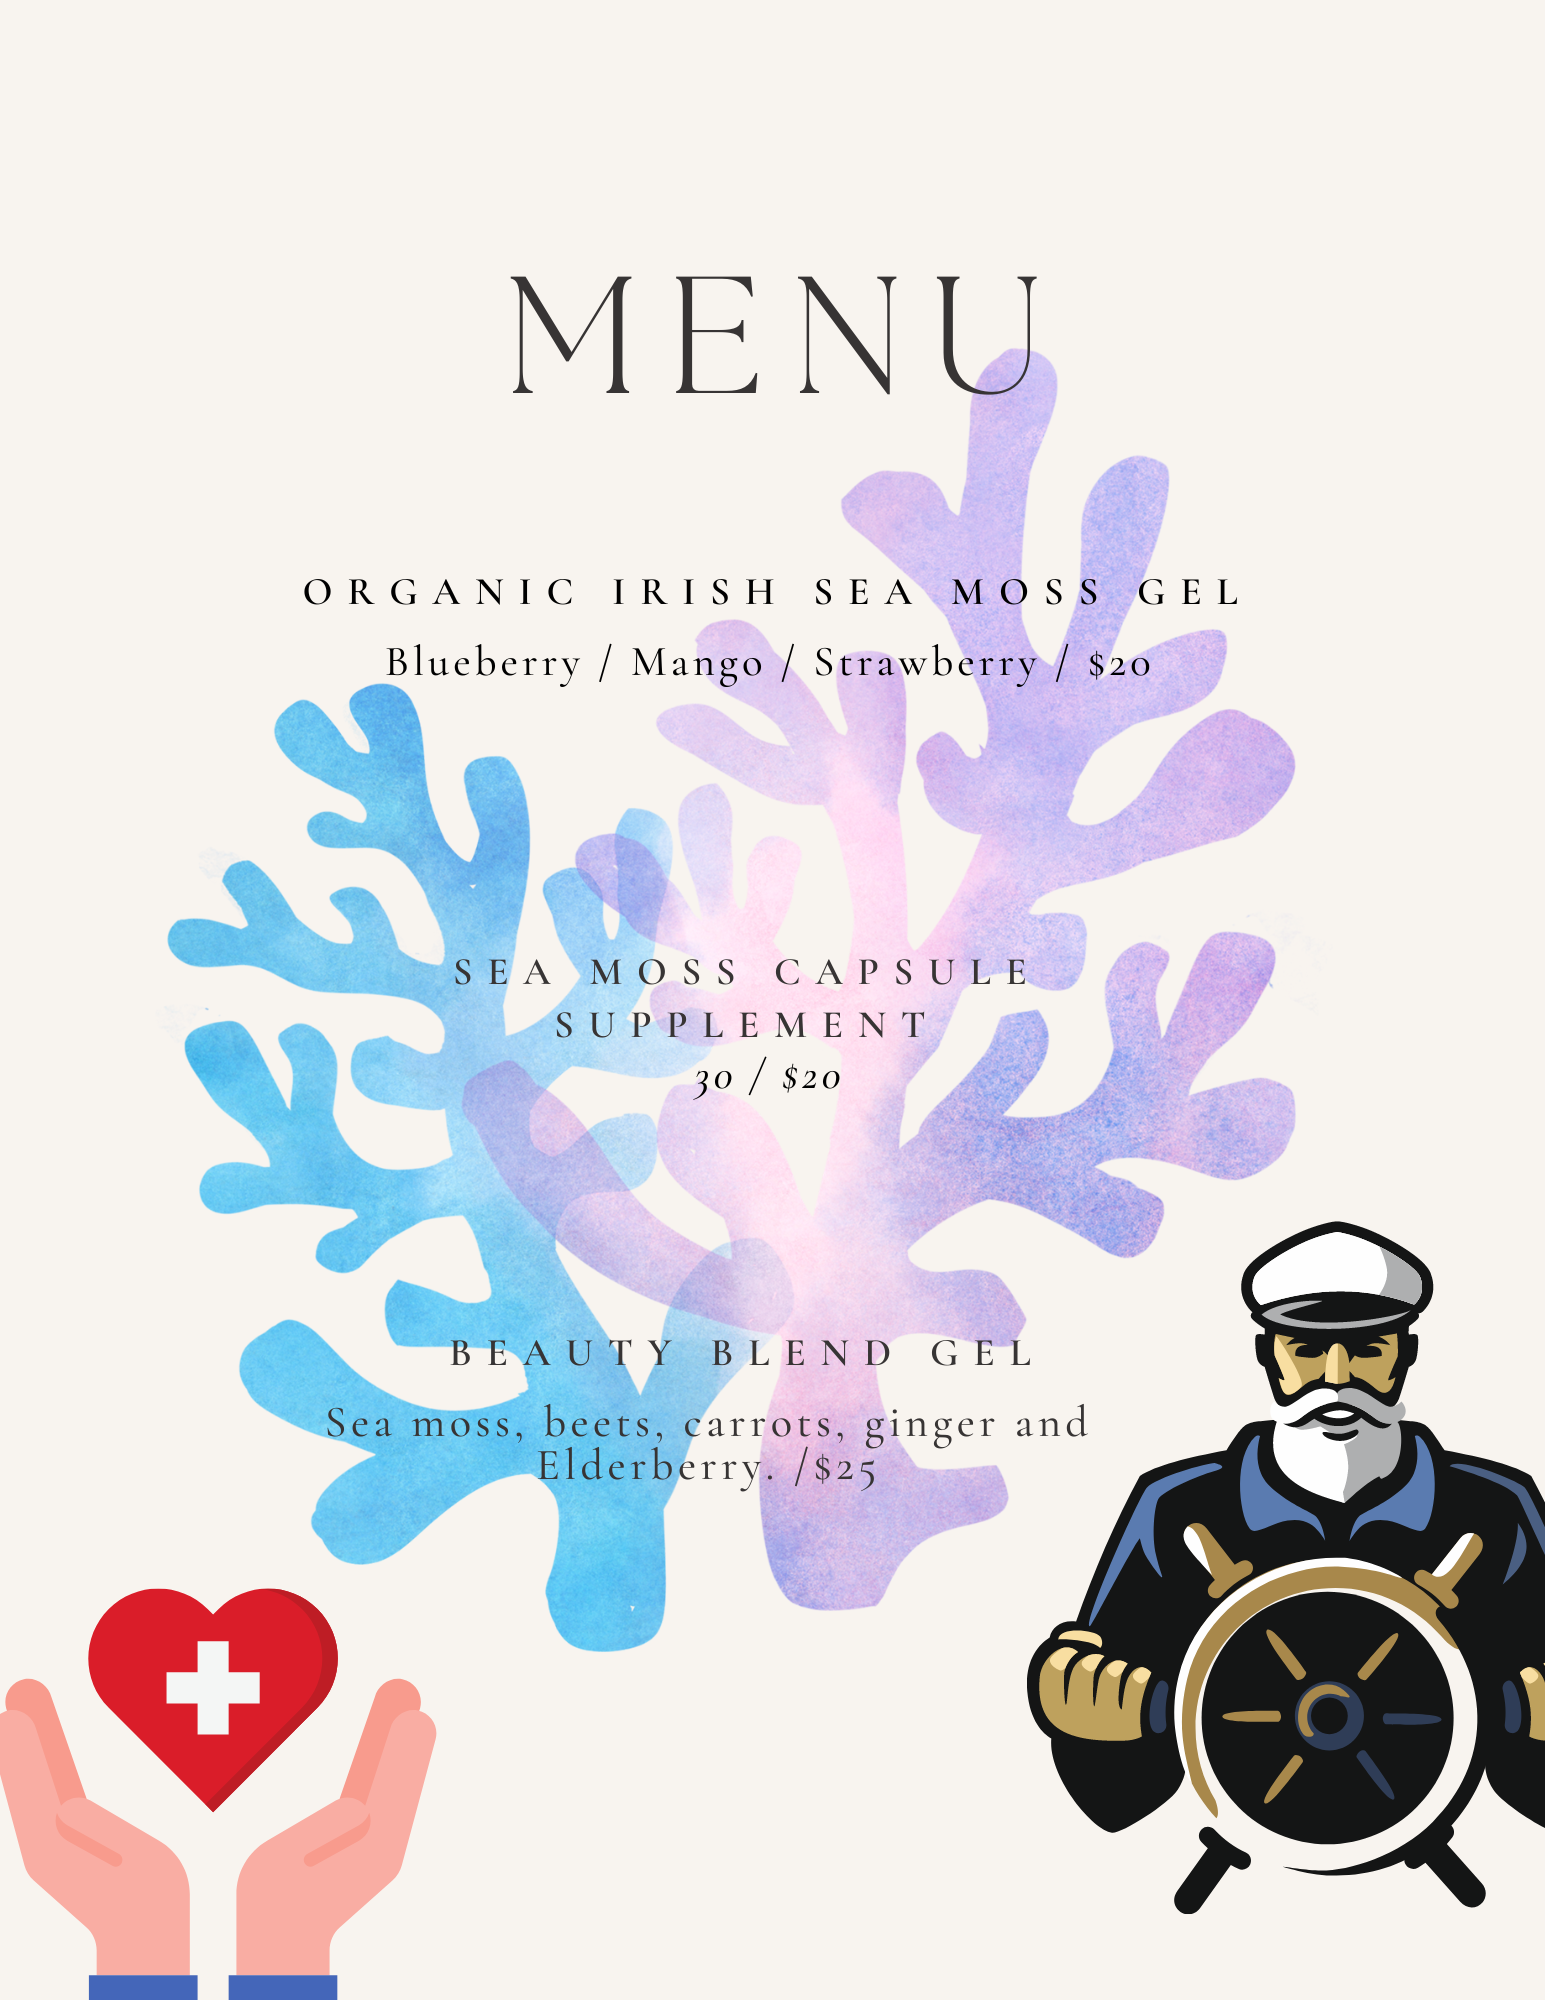 MENU
ORGANIC IRISH SEA MOSS GEL
Blueberry / Mango / Strawberry / $20
SEA MOSS CAPSULE
SUPPLEMENT
30 / $20
BEAUTY BLEND GEL
Sea moss, beets, carrots, ginger and
Elderberry. /$25